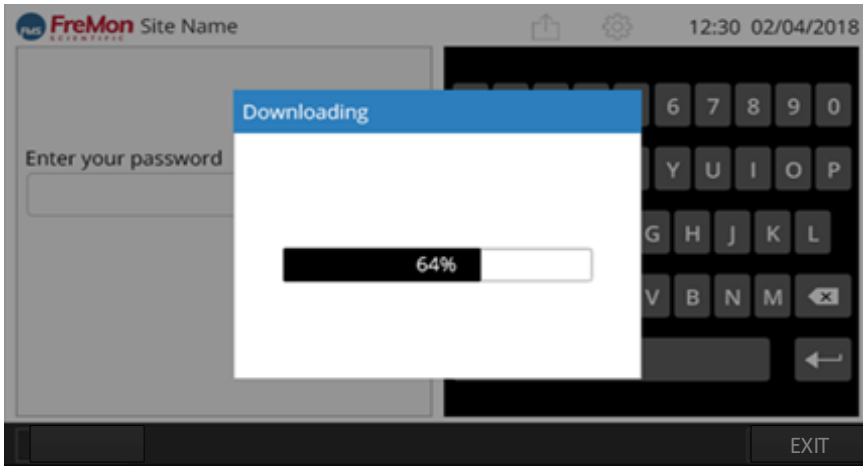 FMS FreMon Site Name 12:30 02/04/2018
SCIENTIFIC
Downloading
6 7 8 9 0
Enter your password
Y U I O P
G H J K L
64%
V B N M
EXIT